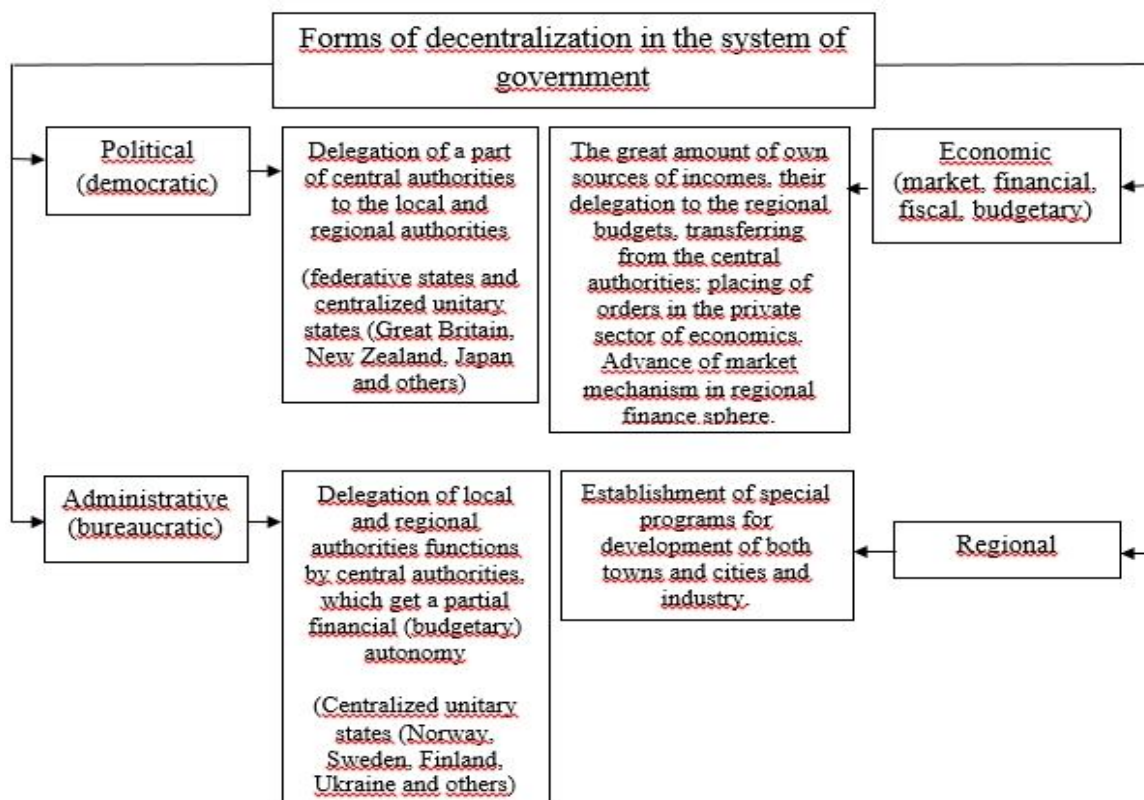 Forms of decentralization in the system of
government
Political
(democratic)
Delegation of a part
of central authorities
to the local and
regional authorities
(federative states and
centralized unitary
states (Great Britain,
New Zealand, Japan
and others)
The great amount of own
sources of incomes, their
delegation to the regional
budgets, transferring
from the central
authorities; placing of
orders in the private
sector of economics.
Advance of market
mechanism in regional
finance sphere.
Economic
(market, financial,
fiscal, budgetary)
Administrative
(bureaucratic)
Delegation of local
and regional
authorities functions
by central authorities,
which get a partial
financial (budgetary)
autonomy
(Centralized unitary
states (Norway,
Sweden, Finland,
Ukraine and others)
Establishment of special
programs for
development of both
towns and cities and
industry.
Regional